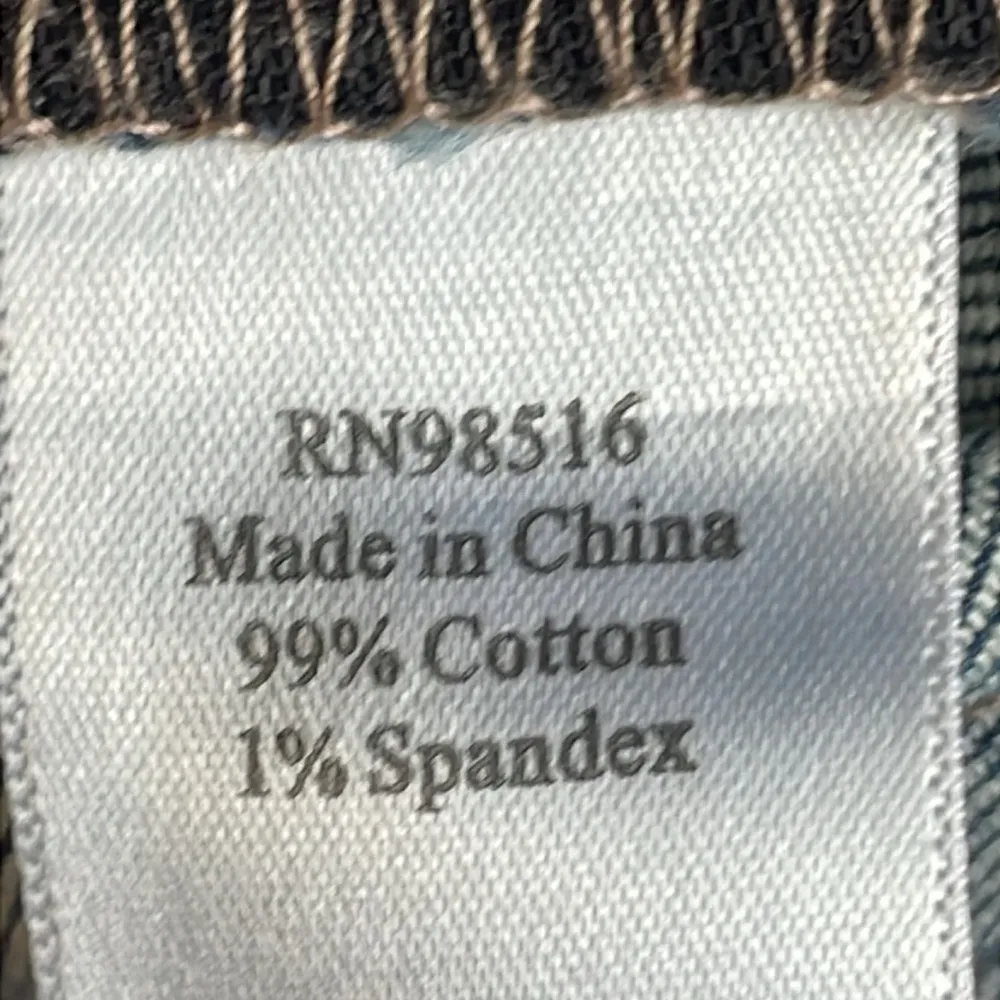 RN98516
Made in China
99% Cotton
1% Spandex